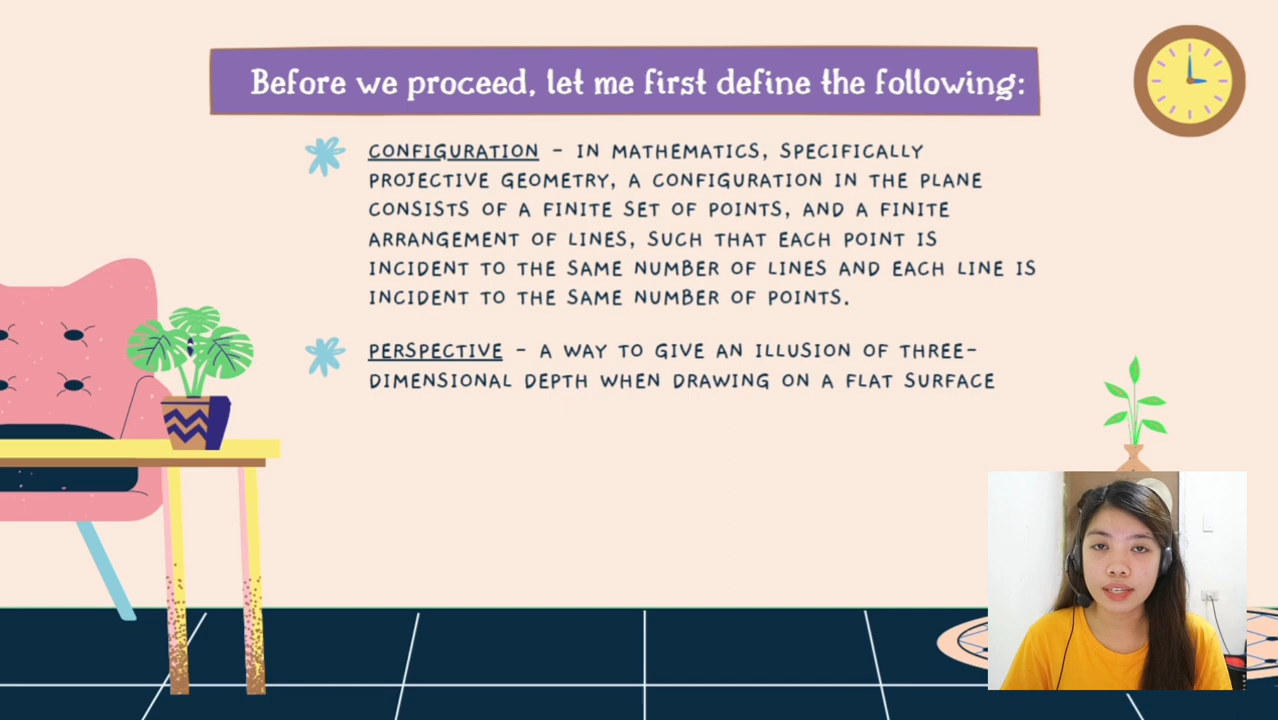 Before we proceed, let me first define the following:
CONFIGURATION - IN MATHEMATICS, SPECIFICALLY
PROJECTIVE GEOMETRY, A CONFIGURATION IN THE PLANE
CONSISTS OF A FINITE SET OF POINTS, AND A FINITE
ARRANGEMENT OF LINES, SUCH THAT EACH POINT IS
INCIDENT TO THE SAME NUMBER OF LINES AND EACH LINE IS
INCIDENT TO THE SAME NUMBER OF POINTS.
PERSPECTIVE - A WAY TO GIVE AN ILLUSION OF THREE-
DIMENSIONAL DEPTH WHEN DRAWING ON A FLAT SURFACE